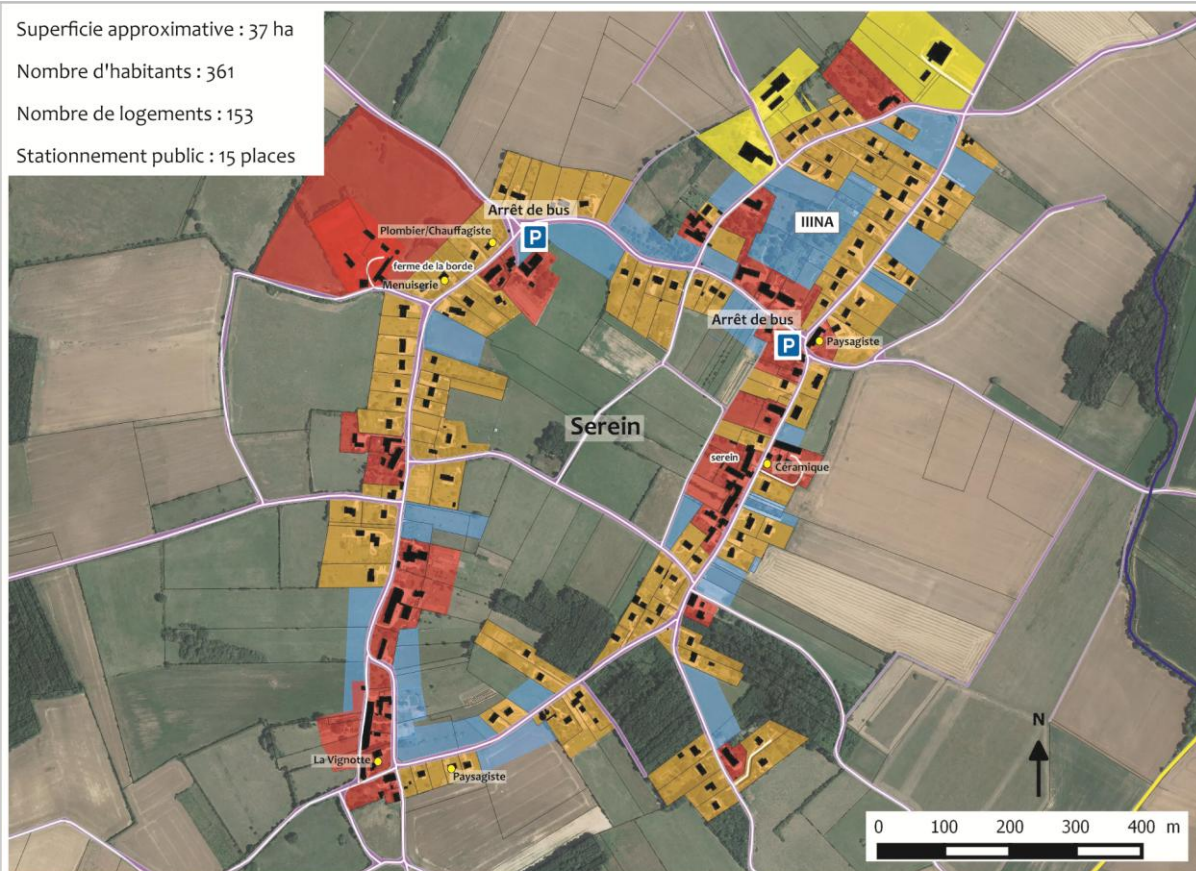 Superficie approximative : 37 ha
Nombre d'habitants : 361
Nombre de logements : 153
Stationnement public : 15 places
Arrêt de bus
P
Plombier/Chauffagiste
ferme de la borde
Menuiserie
IIINA
Arrêt de bus
P
Paysagiste
Serein
serein
Céramique
La Vignotte
Paysagiste
N
0 100 200 300 400 m